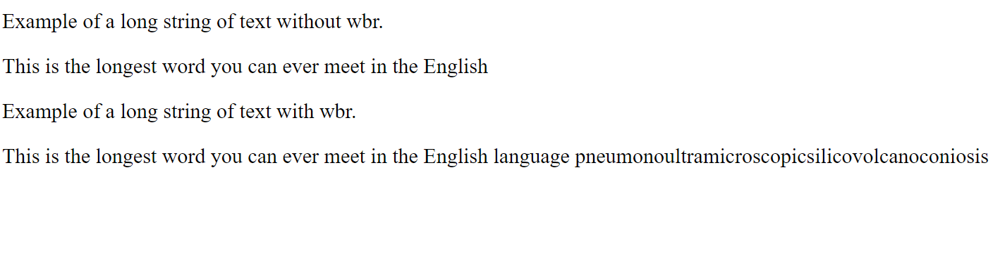 Example of a long string of text without wbr.
This is the longest word you can ever meet in the English
Example of a long string of text with wbr.
This is the longest word you can ever meet in the English language pneumonoultramicroscopicsilicovolcanoconiosis